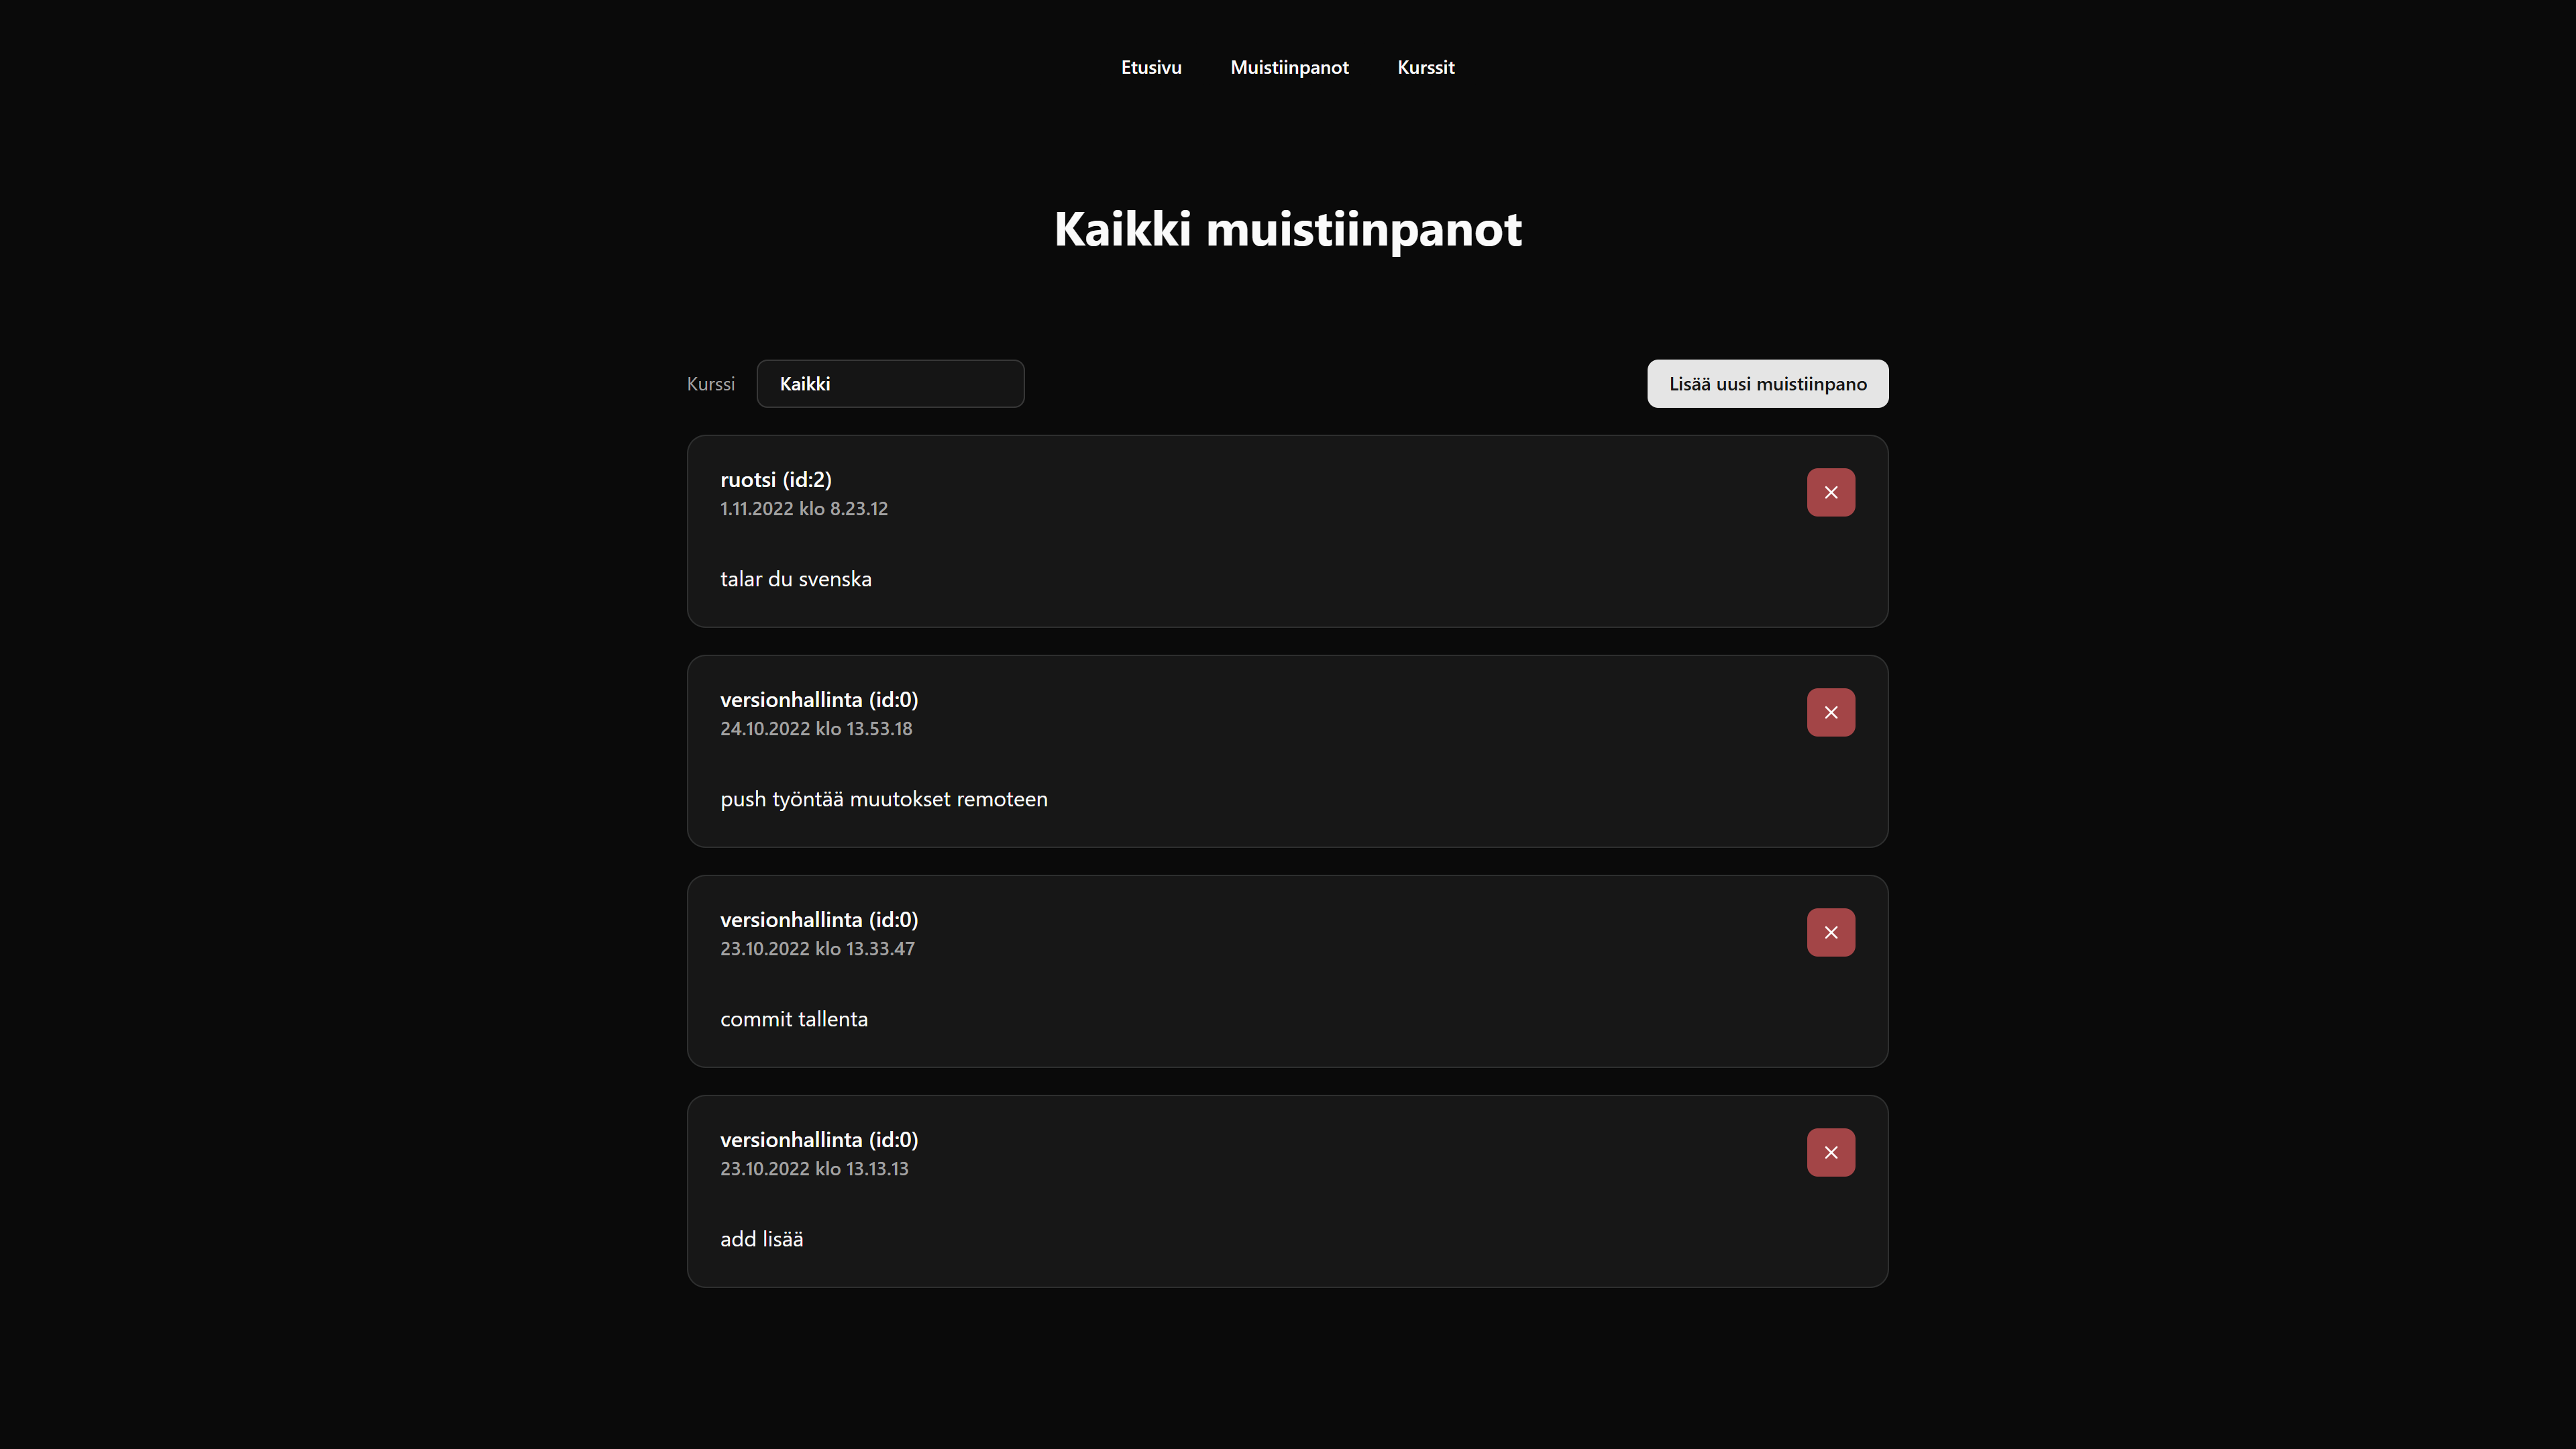 Etusivu Muistiinpanot Kurssit
Kaikki muistiinpanot
Kurssi Kaikki Lisää uusi muistiinpano
ruotsi (id:2)
1.11.2022 klo 8.23.12
talar du svenska
versionhallinta (id:0)
24.10.2022 klo 13.53.18
push työntää muutokset remoteen
versionhallinta (id:0)
23.10.2022 klo 13.33.47
commit tallenta
versionhallinta (id:0)
23.10.2022 klo 13.13.13
add lisää